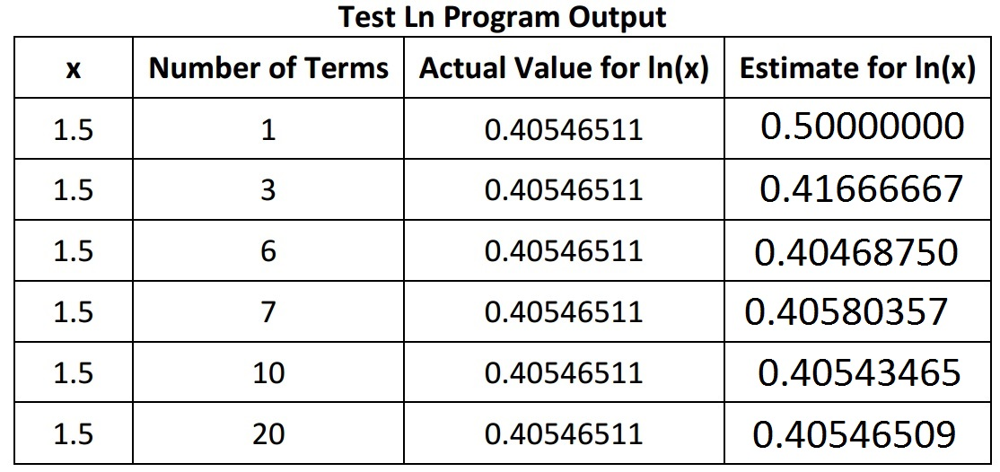 Test Ln Program Output
x Number of Terms Actual Value for ln(x) Estimate for ln(x)
1.5 1 0.40546511 0.50000000
1.5 3 0.40546511 0.41666667
1.5 6 0.40546511 0.40468750
1.5 7 0.40546511 0.40580357
1.5 10 0.40546511 0.40543465
1.5 20 0.40546511 0.40546509